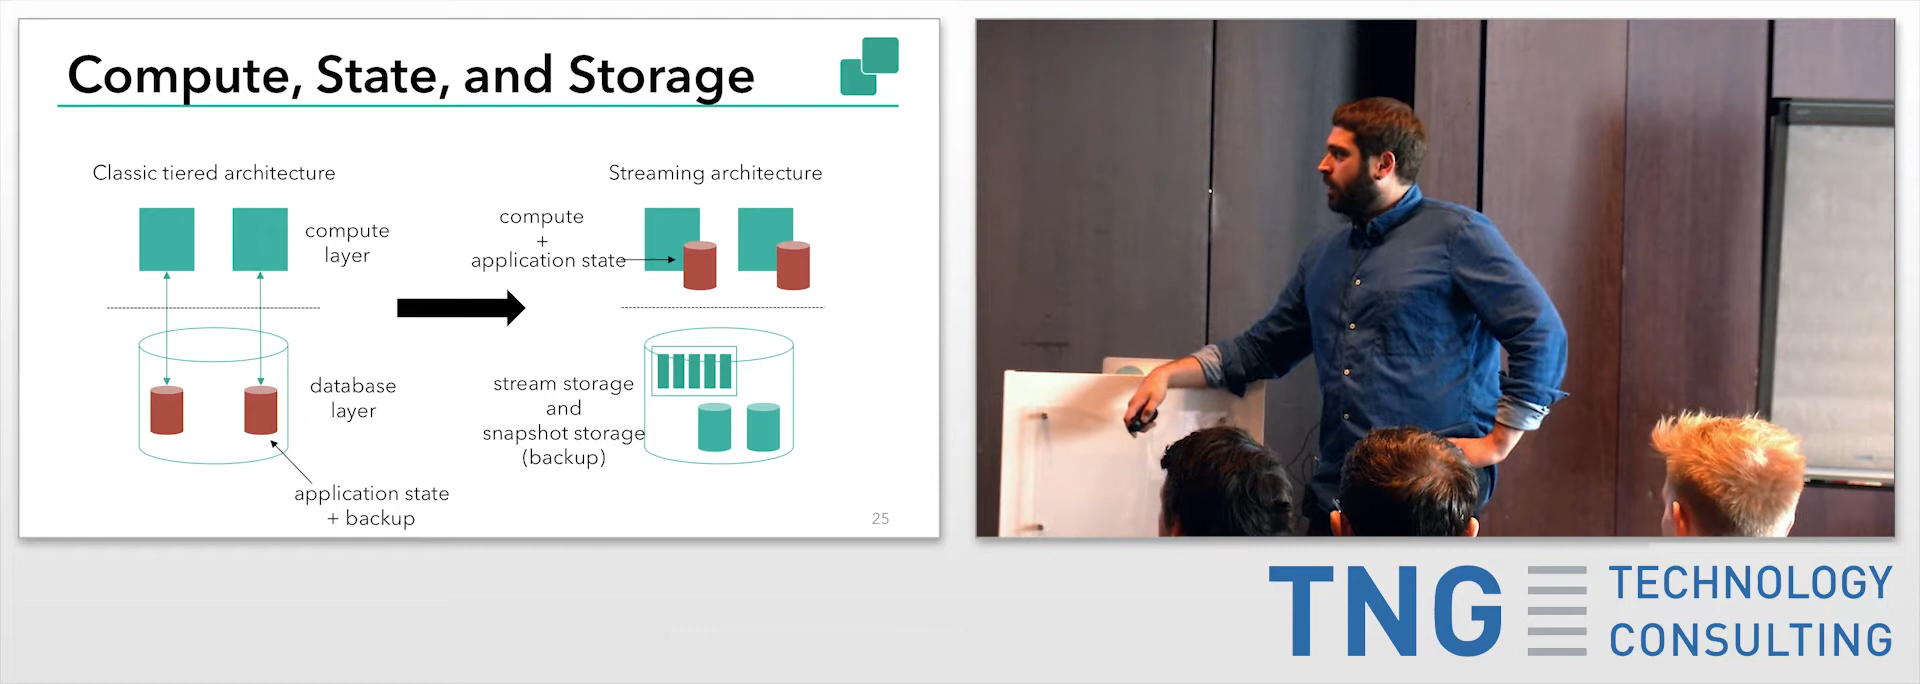 Compute, State, and Storage
Classic tiered architecture
compute
layer
database
layer
application state
+ backup
Streaming architecture
compute
+
application state
stream storage
and
snapshot storage
(backup)
25
TNG TECHNOLOGY
CONSULTING